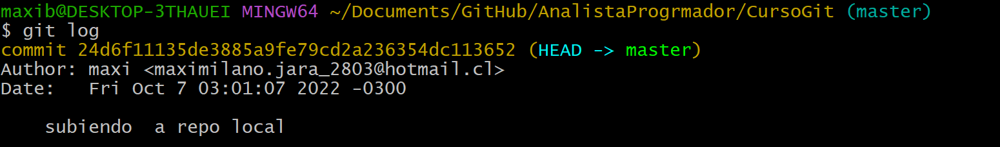 maxib@DESKTOP-3THAUEI MINGW64 ~/Documents/GitHub/AnalistaProgrmador/CursoGit (master)
$ git log
commit 24d6f11135de3885a9fe79cd2a236354dc113652 (HEAD -> master)
Author: maxi <maximilano.jara_2803@hotmail.cl>
Date:   Fri Oct 7 03:01:07 2022 -0300
    subiendo  a repo local